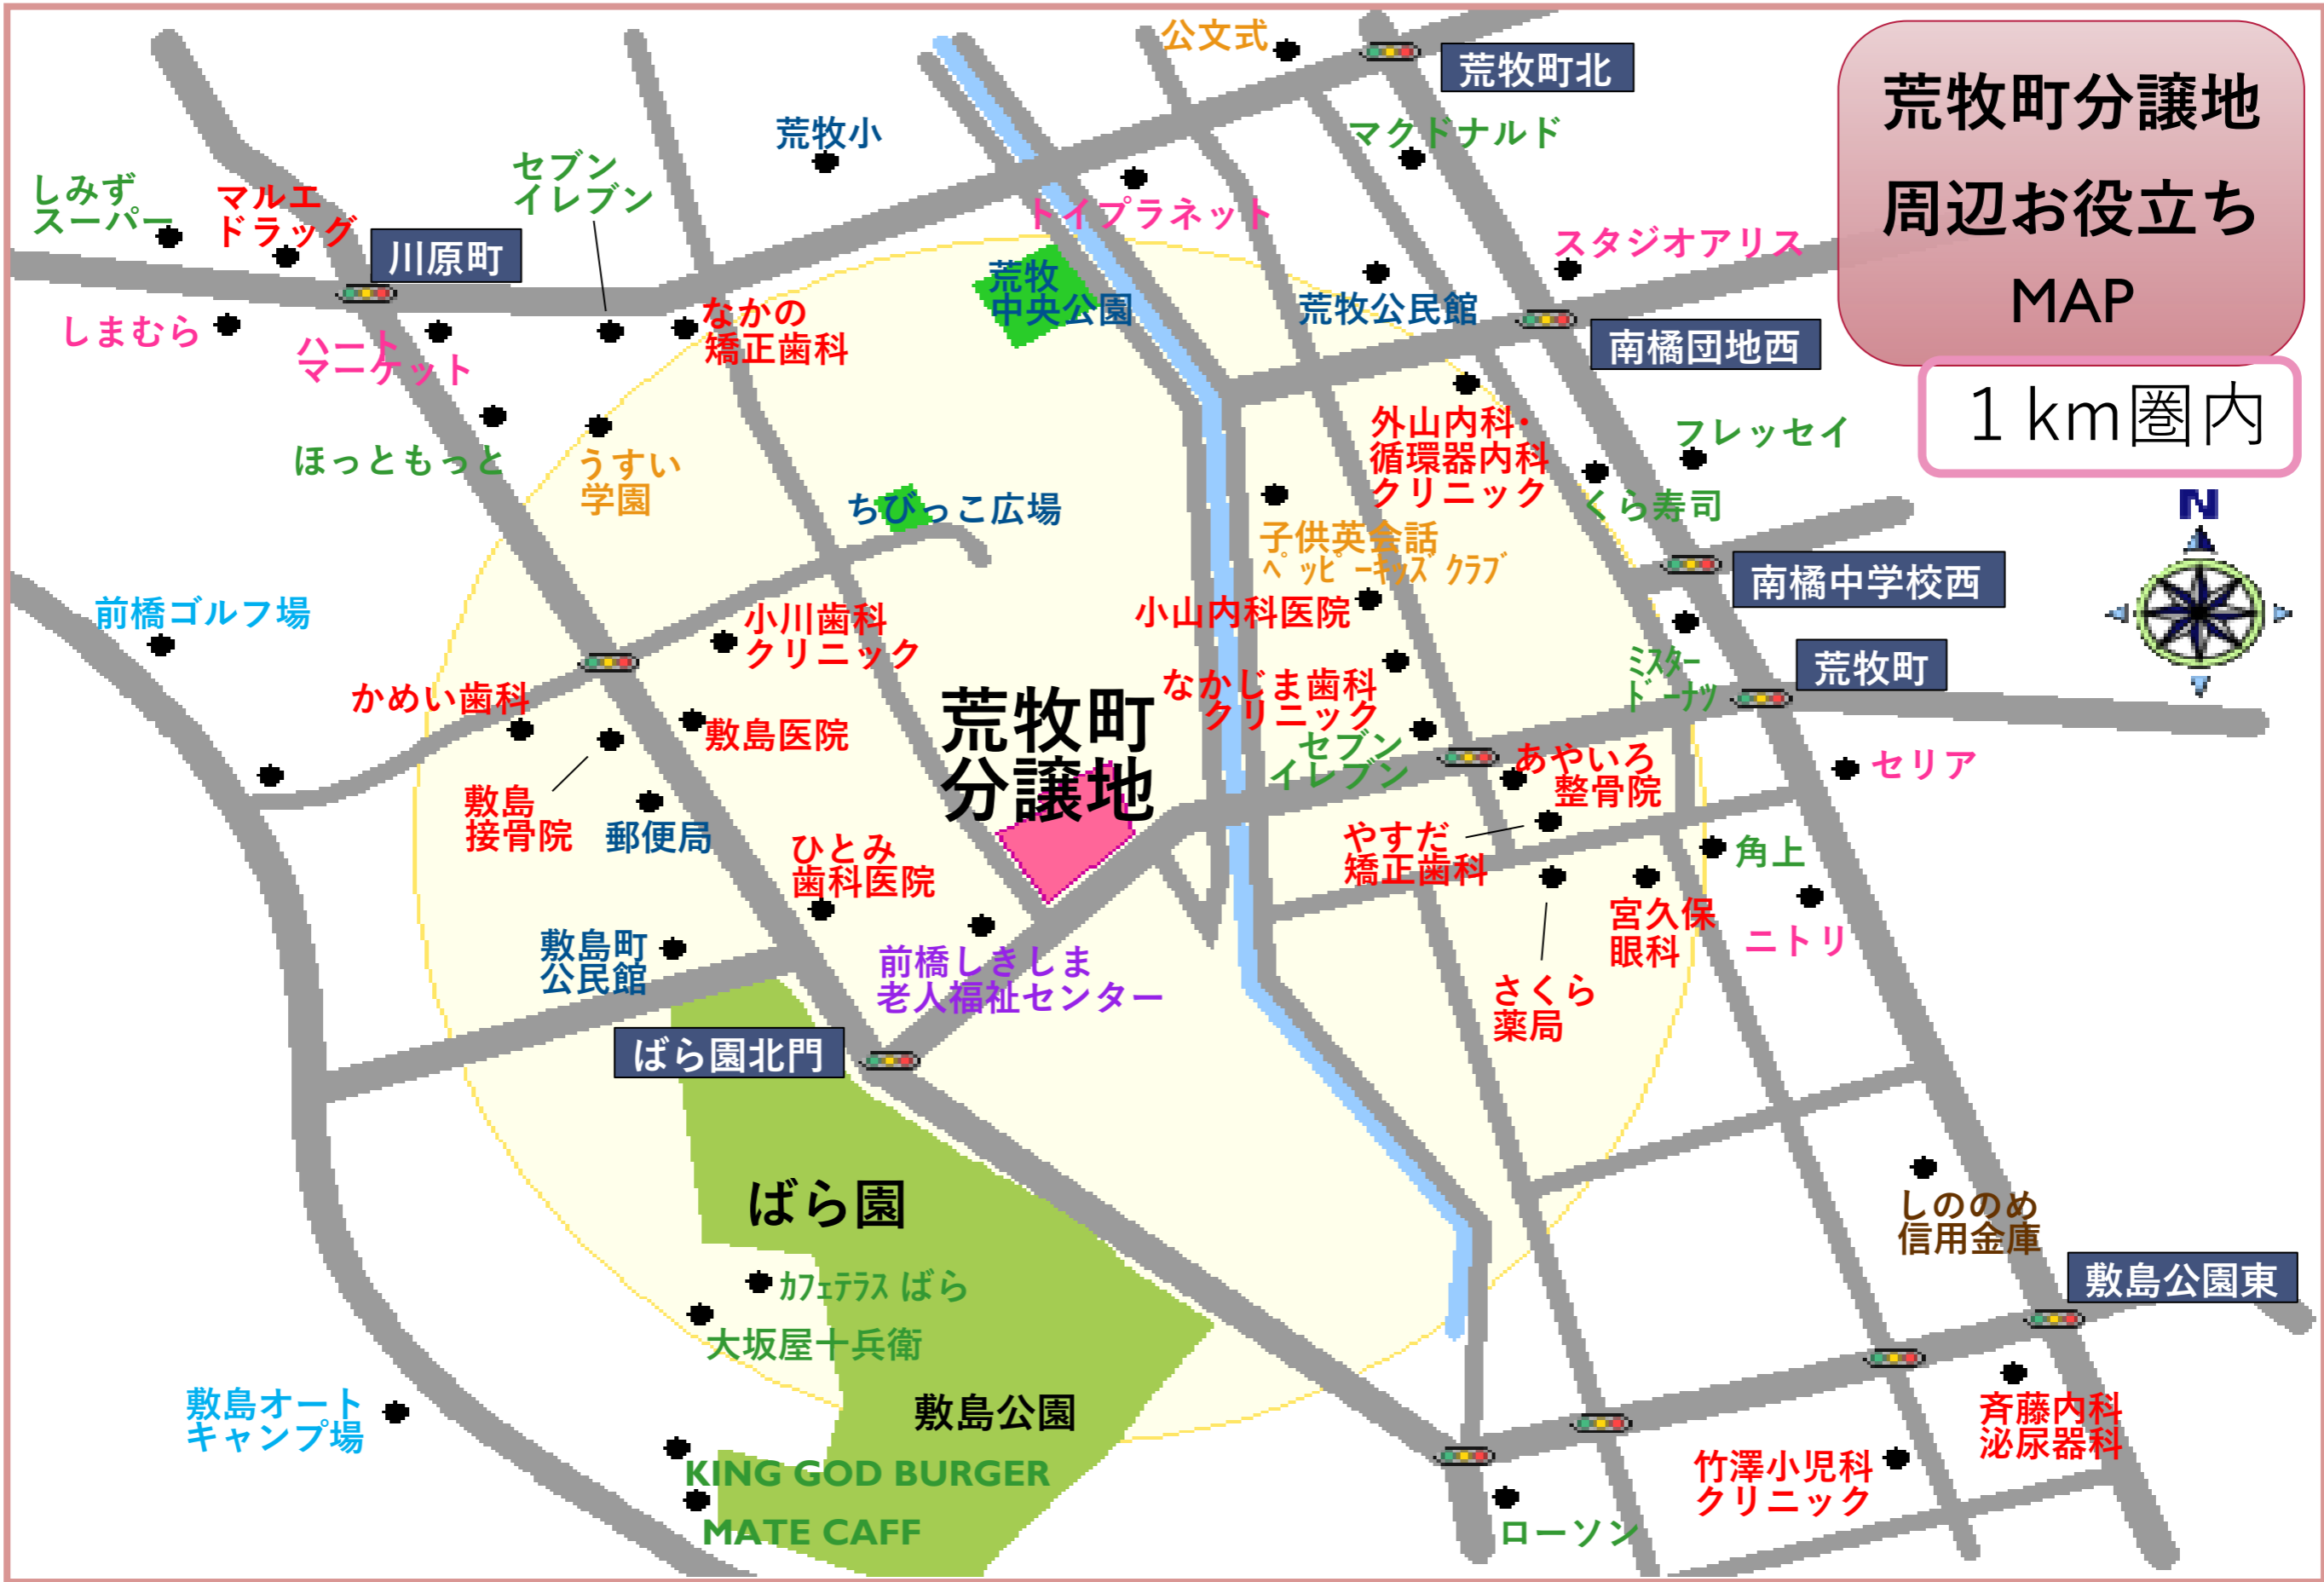 公文式
荒牧町北
荒牧町分譲地
周辺お役立ち
MAP
1km圏内
荒牧小
マクドナルド
セブン
イレブン
しみず
スーパー
マルエ
ドラッグ
トイプラネット
川原町
スタジオアリス
荒牧
中央公園
荒牧公民館
しまむら
ハート
マーケット
なかの
矯正歯科
南橘団地西
外山内科・
循環器内科
クリニック
フレッセイ
ほっともっと
うすい
学園
ちびっこ広場
くら寿司
N
子供英会話
ペッピーキッズクラブ
南橘中学校西
前橋ゴルフ場
小川歯科
クリニック
小山内科医院
ミスター
ドーナツ
荒牧町
かめい歯科
なかじま歯科
クリニック
敷島医院
荒牧町
分譲地
セブン
イレブン
あやいろ
整骨院
セリア
敷島
接骨院
郵便局
ひとみ
歯科医院
やすだ
矯正歯科
角上
宮久保
眼科
ニトリ
敷島町
公民館
前橋しきしま
老人福祉センター
さくら
薬局
ばら園北門
ばら園
しののめ
信用金庫
敷島公園東
カフェテラス ばら
大坂屋十兵衛
敷島公園
敷島オート
キャンプ場
斉藤内科
泌尿器科
KING GOD BURGER
竹澤小児科
クリニック
MATE CAFF
ローソン